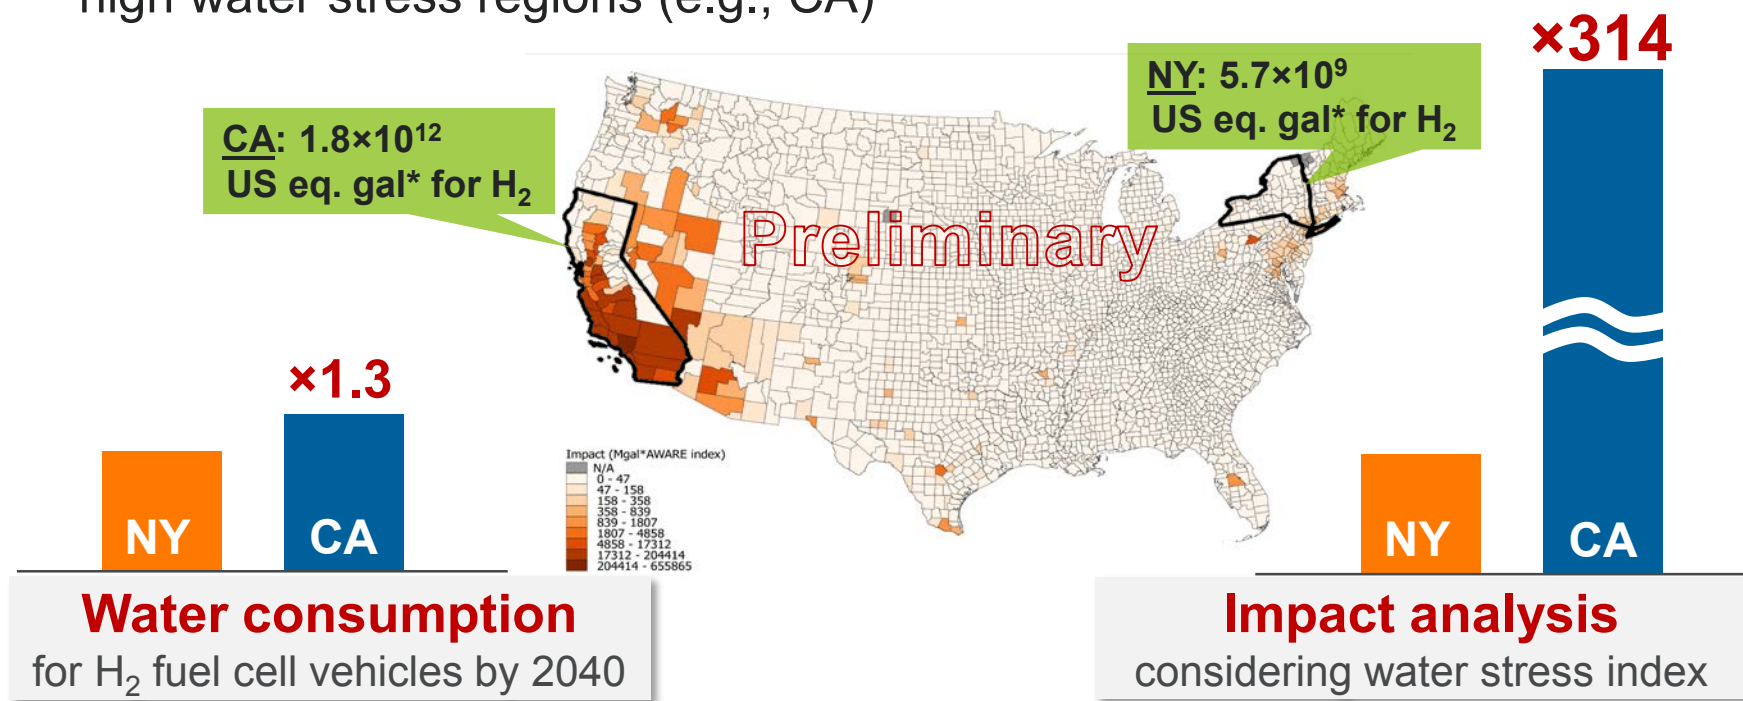 high water stress regions (e.g., CA)
×314
NY: 5.7×10⁹
US eq. gal* for H₂
CA: 1.8×10¹²
US eq. gal* for H₂
Preliminary
×1.3
Impact (Mgal*AWARE index)
N/A
0 - 47
47 - 158
158 - 358
358 - 839
839 - 1807
1807 - 4858
4858 - 17312
17312 - 204414
204414 - 655865
NY
CA
NY
CA
Water consumption
for H₂ fuel cell vehicles by 2040
Impact analysis
considering water stress index